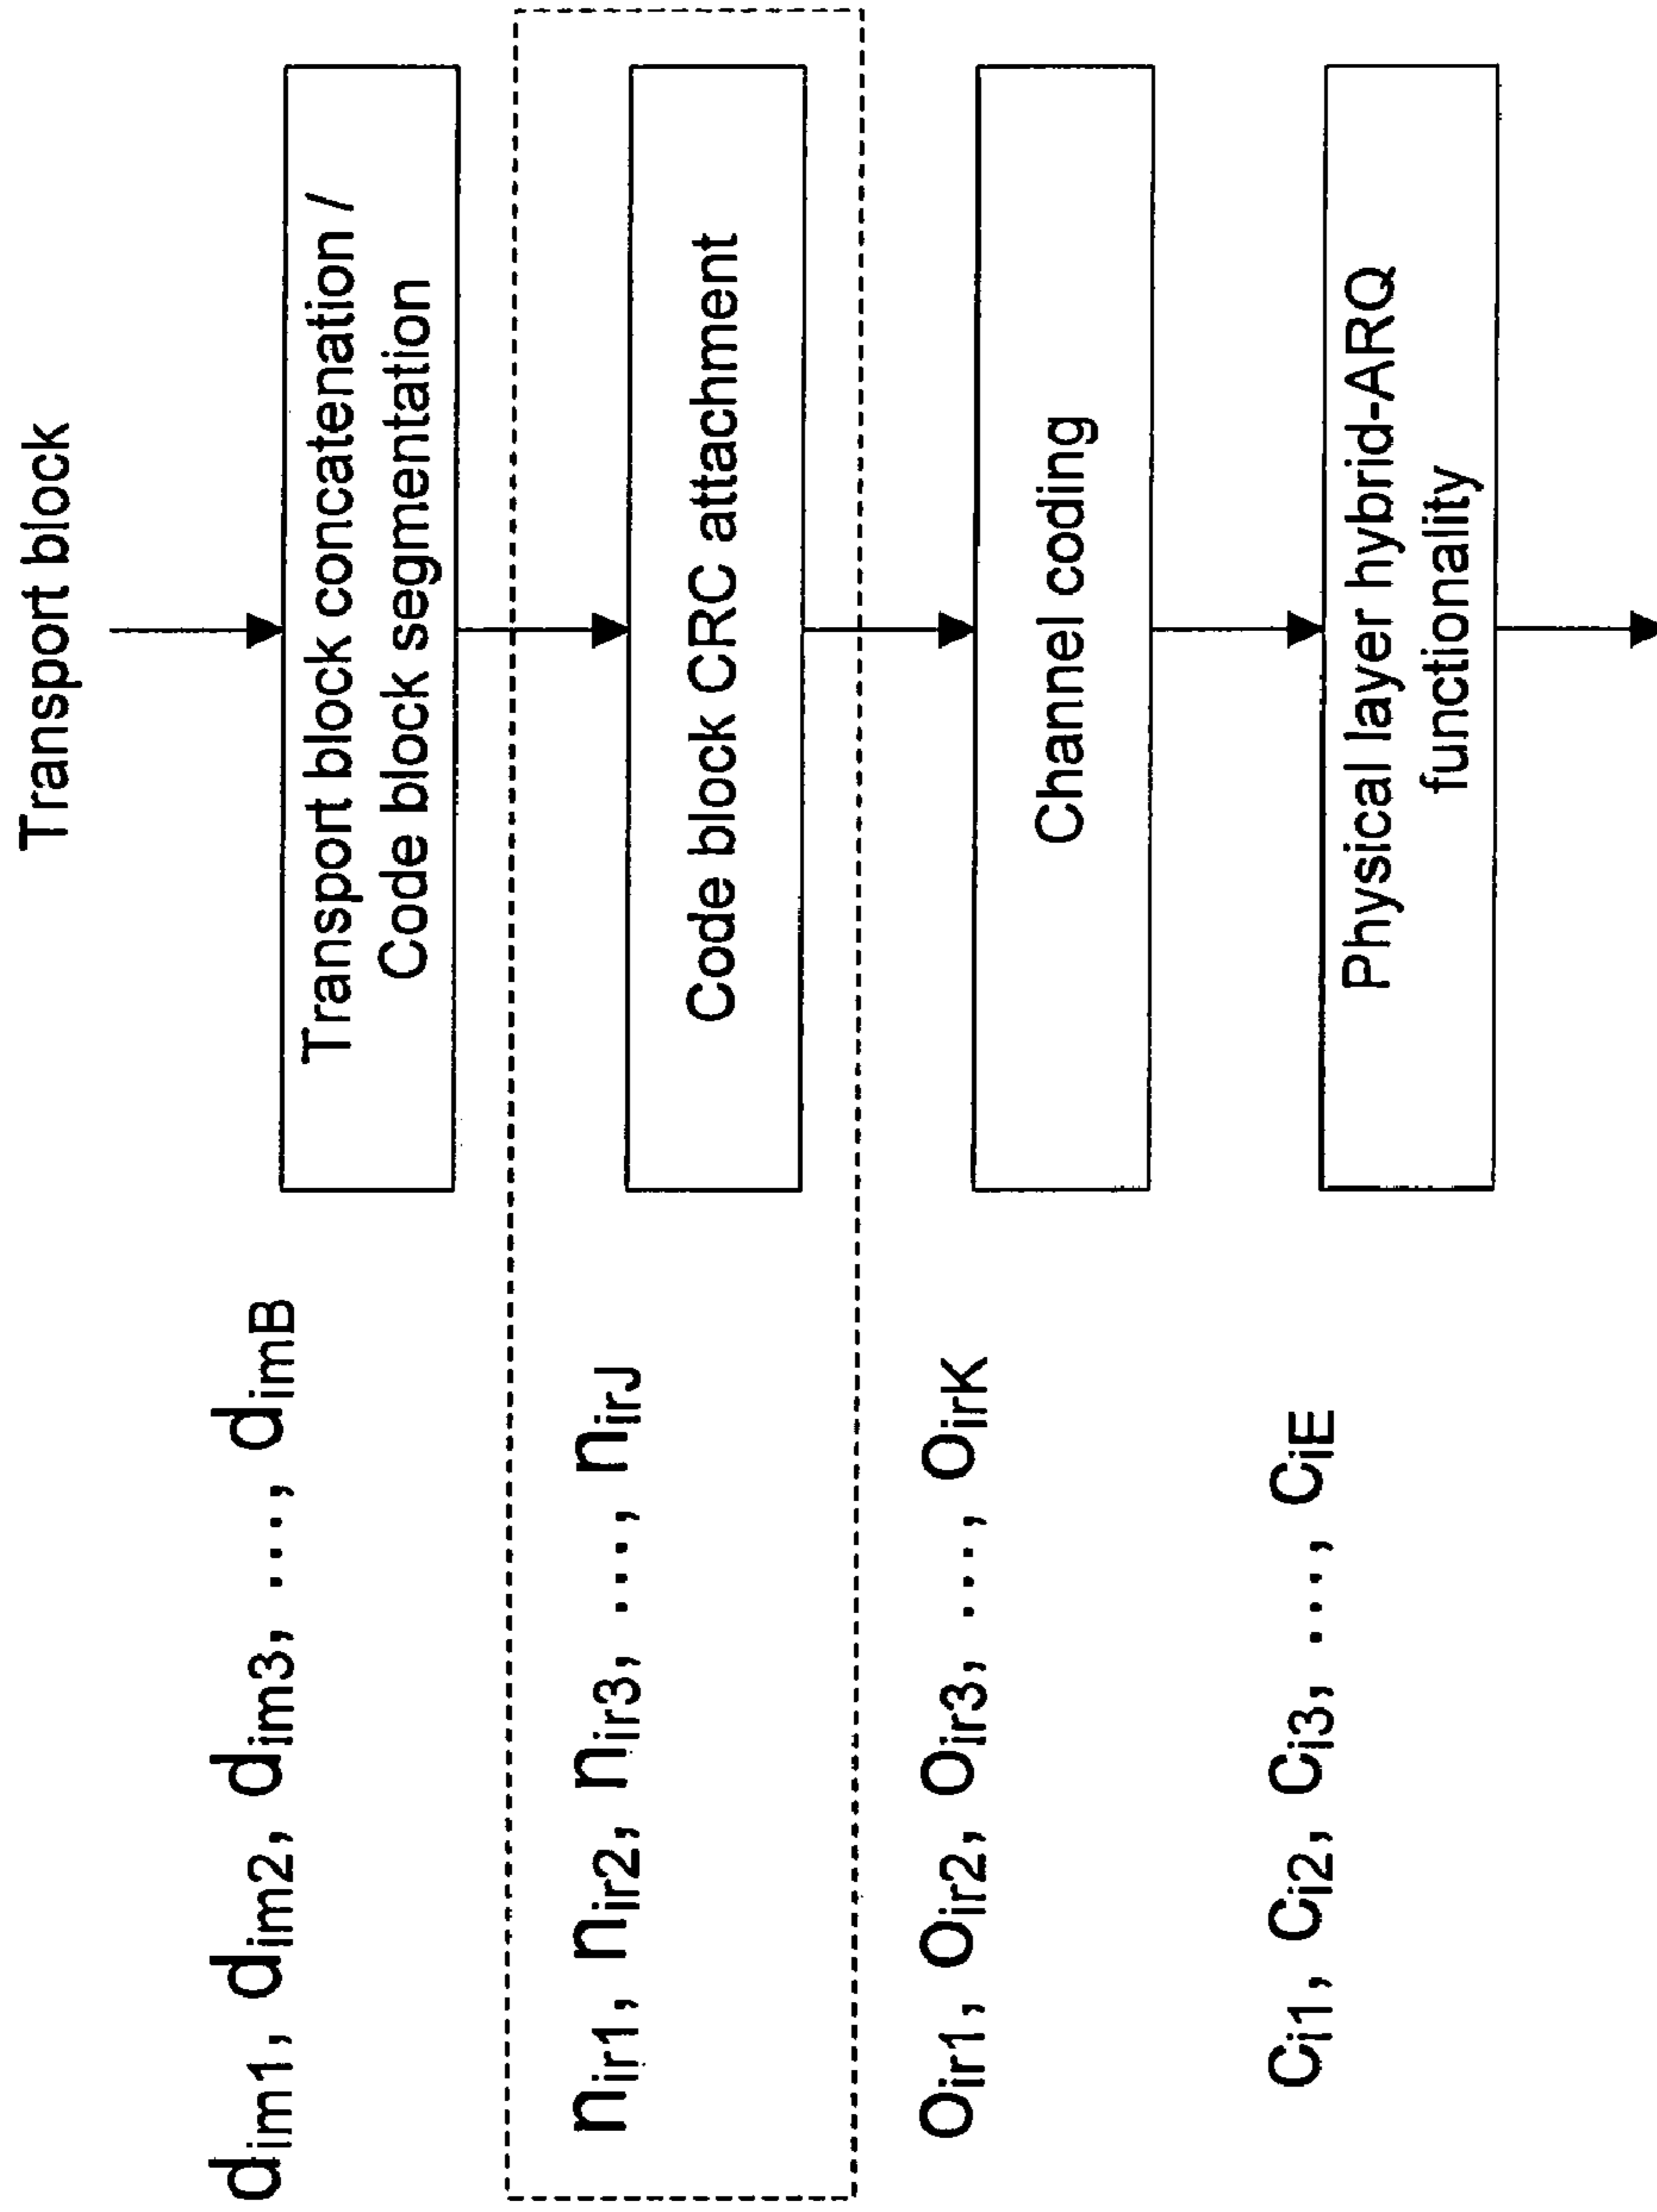 Transport block
Transport block concatenation /
Code block segmentation
Code block CRC attachment
Channel coding
Physical layer hybrid-ARQ
functionality
dim1, dim2, dim3, ..., dimB
nir1, nir2, nir3, ..., nirJ
oir1, oir2, oir3, ..., oirK
ci1, ci2, ci3, ..., ciE